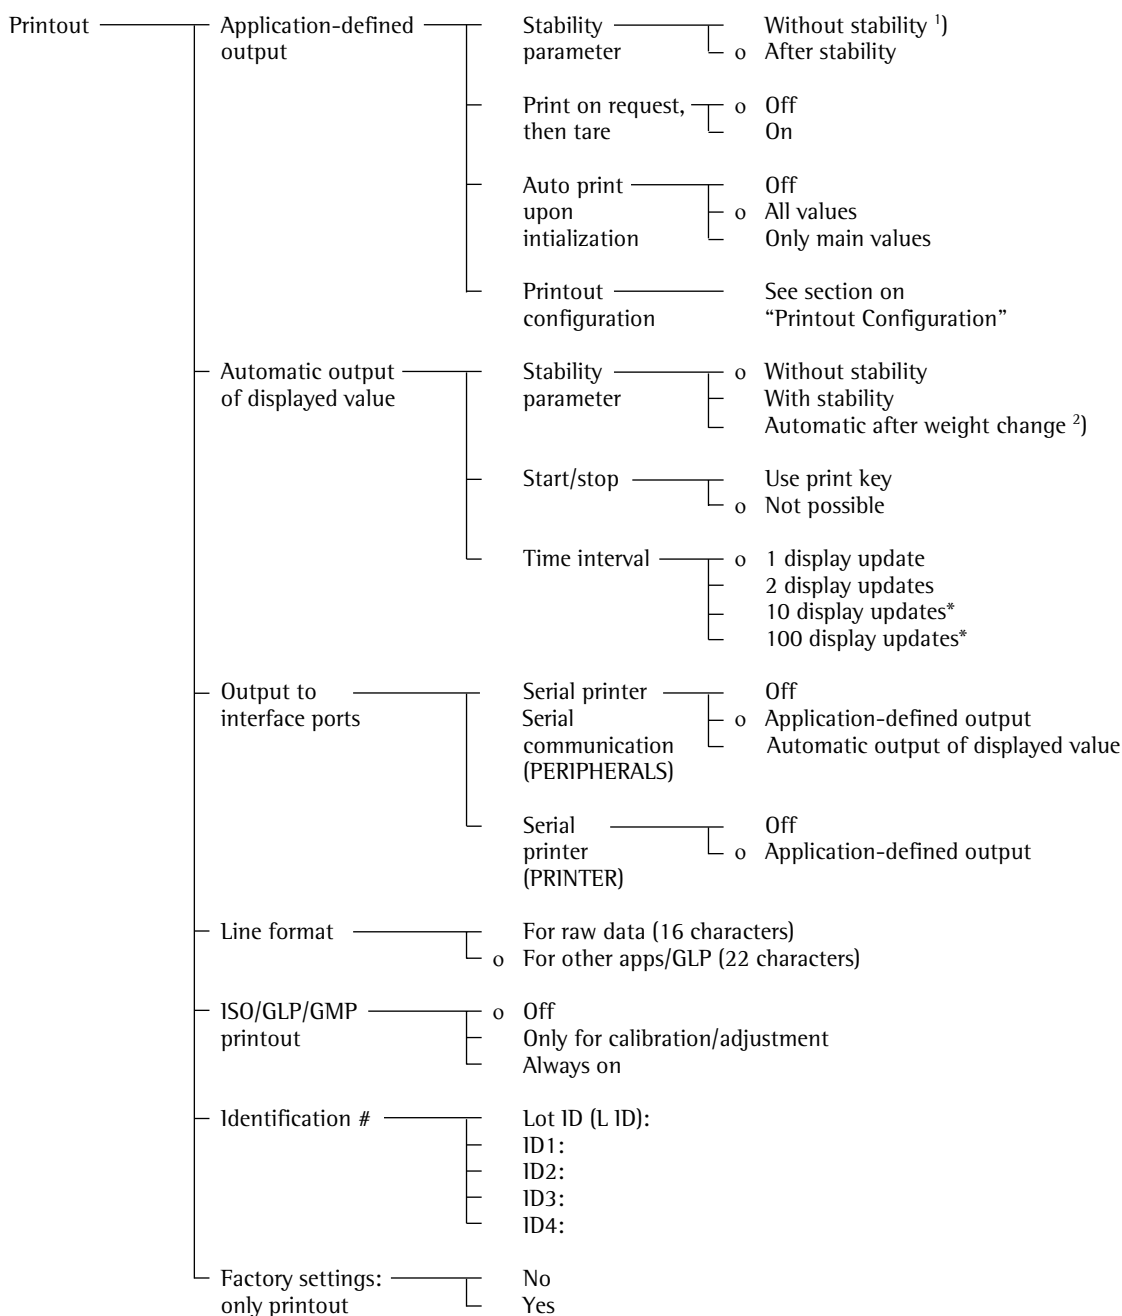 Printout
Application-defined
output
Stability
parameter
Without stability ¹)
o After stability
Print on request,
then tare
o Off
On
Auto print
upon
intialization
Off
o All values
Only main values
Printout
configuration
See section on
“Printout Configuration”
Automatic output
of displayed value
Stability
parameter
o Without stability
With stability
Automatic after weight change ²)
Start/stop
Use print key
o Not possible
Time interval
o 1 display update
2 display updates
10 display updates*
100 display updates*
Output to
interface ports
Serial printer
Serial
communication
(PERIPHERALS)
Off
o Application-defined output
Automatic output of displayed value
Serial
printer
(PRINTER)
Off
o Application-defined output
Line format
For raw data (16 characters)
o For other apps/GLP (22 characters)
ISO/GLP/GMP
printout
o Off
Only for calibration/adjustment
Always on
Identification #
Lot ID (L ID):
ID1:
ID2:
ID3:
ID4:
Factory settings:
only printout
No
Yes